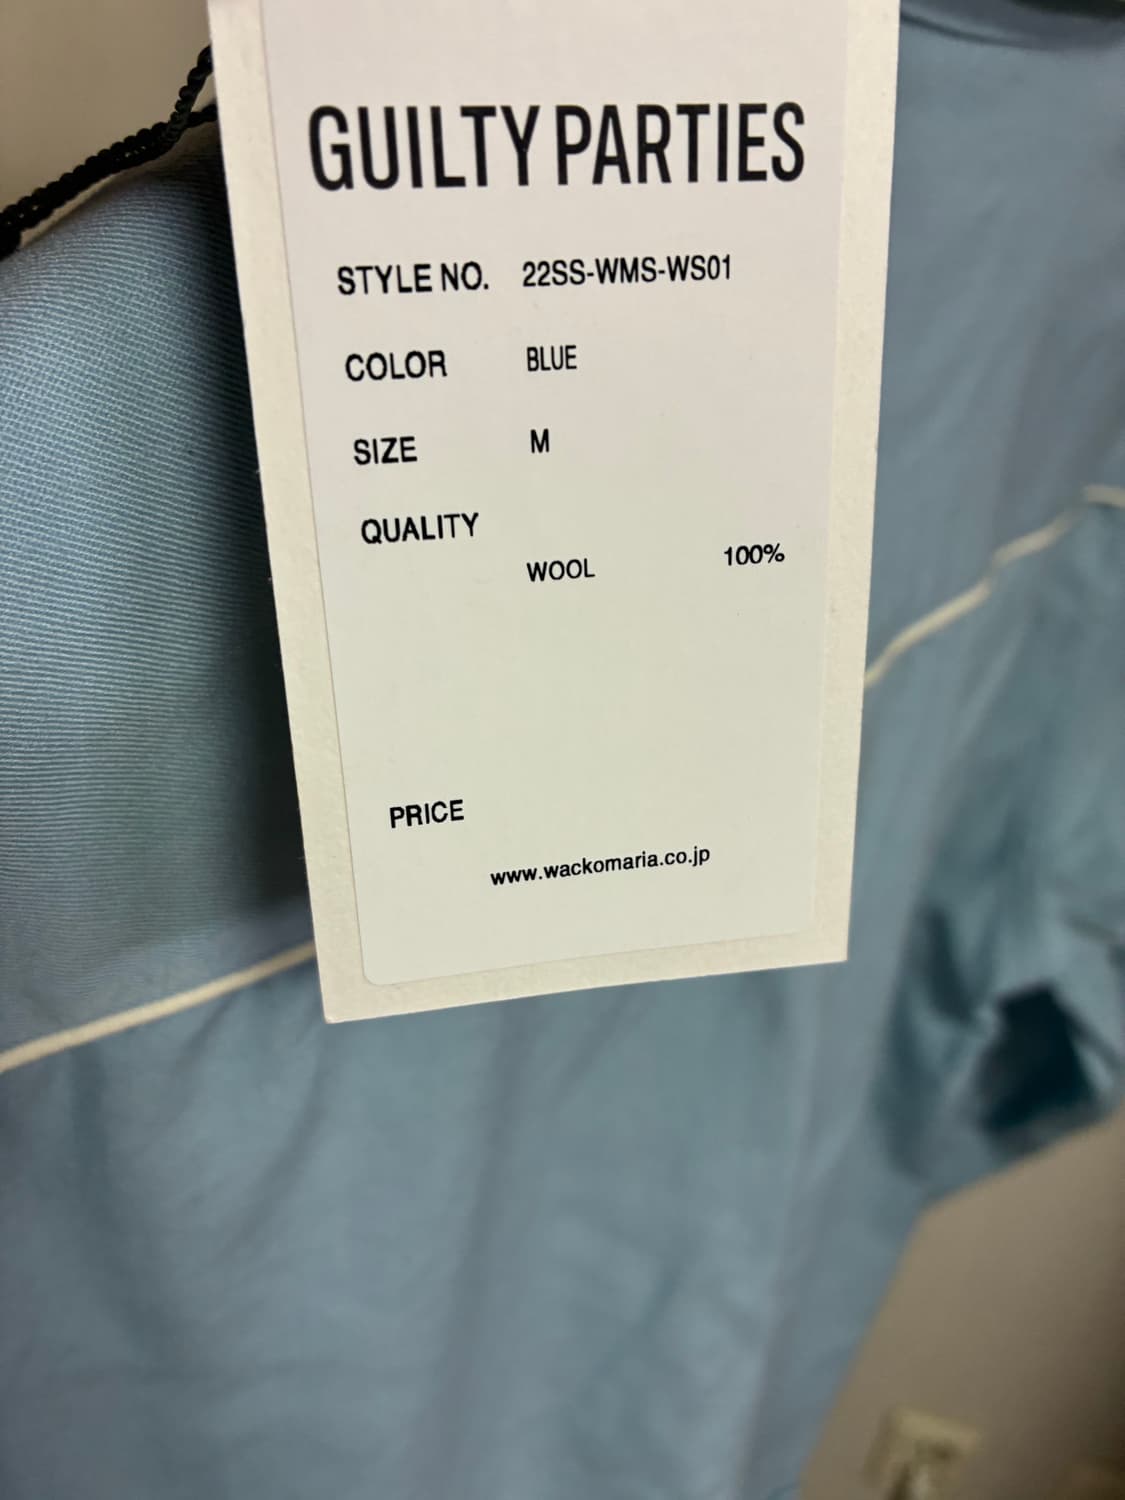 GUILTY PARTIES
STYLE NO. 22SS-WMS-WS01
COLOR BLUE
SIZE M
QUALITY
WOOL 100%
PRICE
www.wackomaria.co.jp